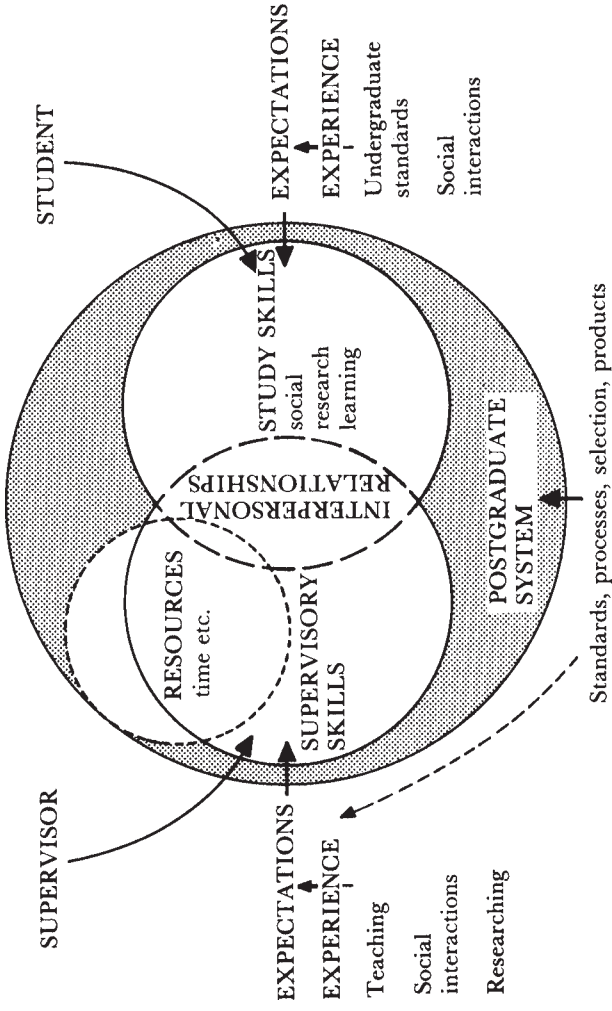 SUPERVISOR
STUDENT
RESOURCES
time etc.
INTERPERSONAL
RELATIONSHIPS
STUDY SKILLS
social
research
learning
SUPERVISORY
SKILLS
EXPECTATIONS
EXPERIENCE
Teaching
Social
interactions
Researching
EXPECTATIONS
EXPERIENCE
Undergraduate
standards
Social
interactions
POSTGRADUATE
SYSTEM
Standards, processes, selection, products